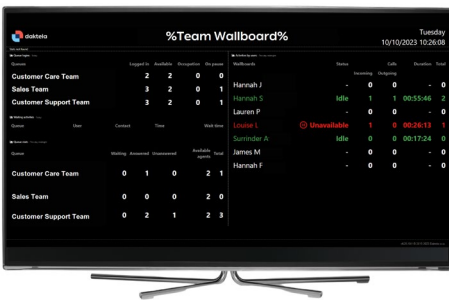 daktela
%Team Wallboard%
Tuesday
10/10/2023 10:26:08
Queue Logged in Available Occupation On pause
Customer Care Team 2 2 0 0
Sales Team 3 2 0 1
Customer Support Team 3 2 0 1
Queue User Contact Time Wait time
Queue Waiting Answered Unanswered Available agents Total
Customer Care Team 0 1 0 2 1
Sales Team 0 0 0 2 0
Customer Support Team 0 2 1 2 3
Wallboards Status Calls Duration Total
Incoming Outgoing
Hannah J - 0 0 - 0
Hannah S Idle 1 1 00:55:46 2
Lauren P - 0 0 - 0
Louise L Unavailable 1 0 00:26:13 1
Surrinder A Idle 0 0 00:17:24 0
James M - 0 0 - 0
Hannah F - 0 0 - 0